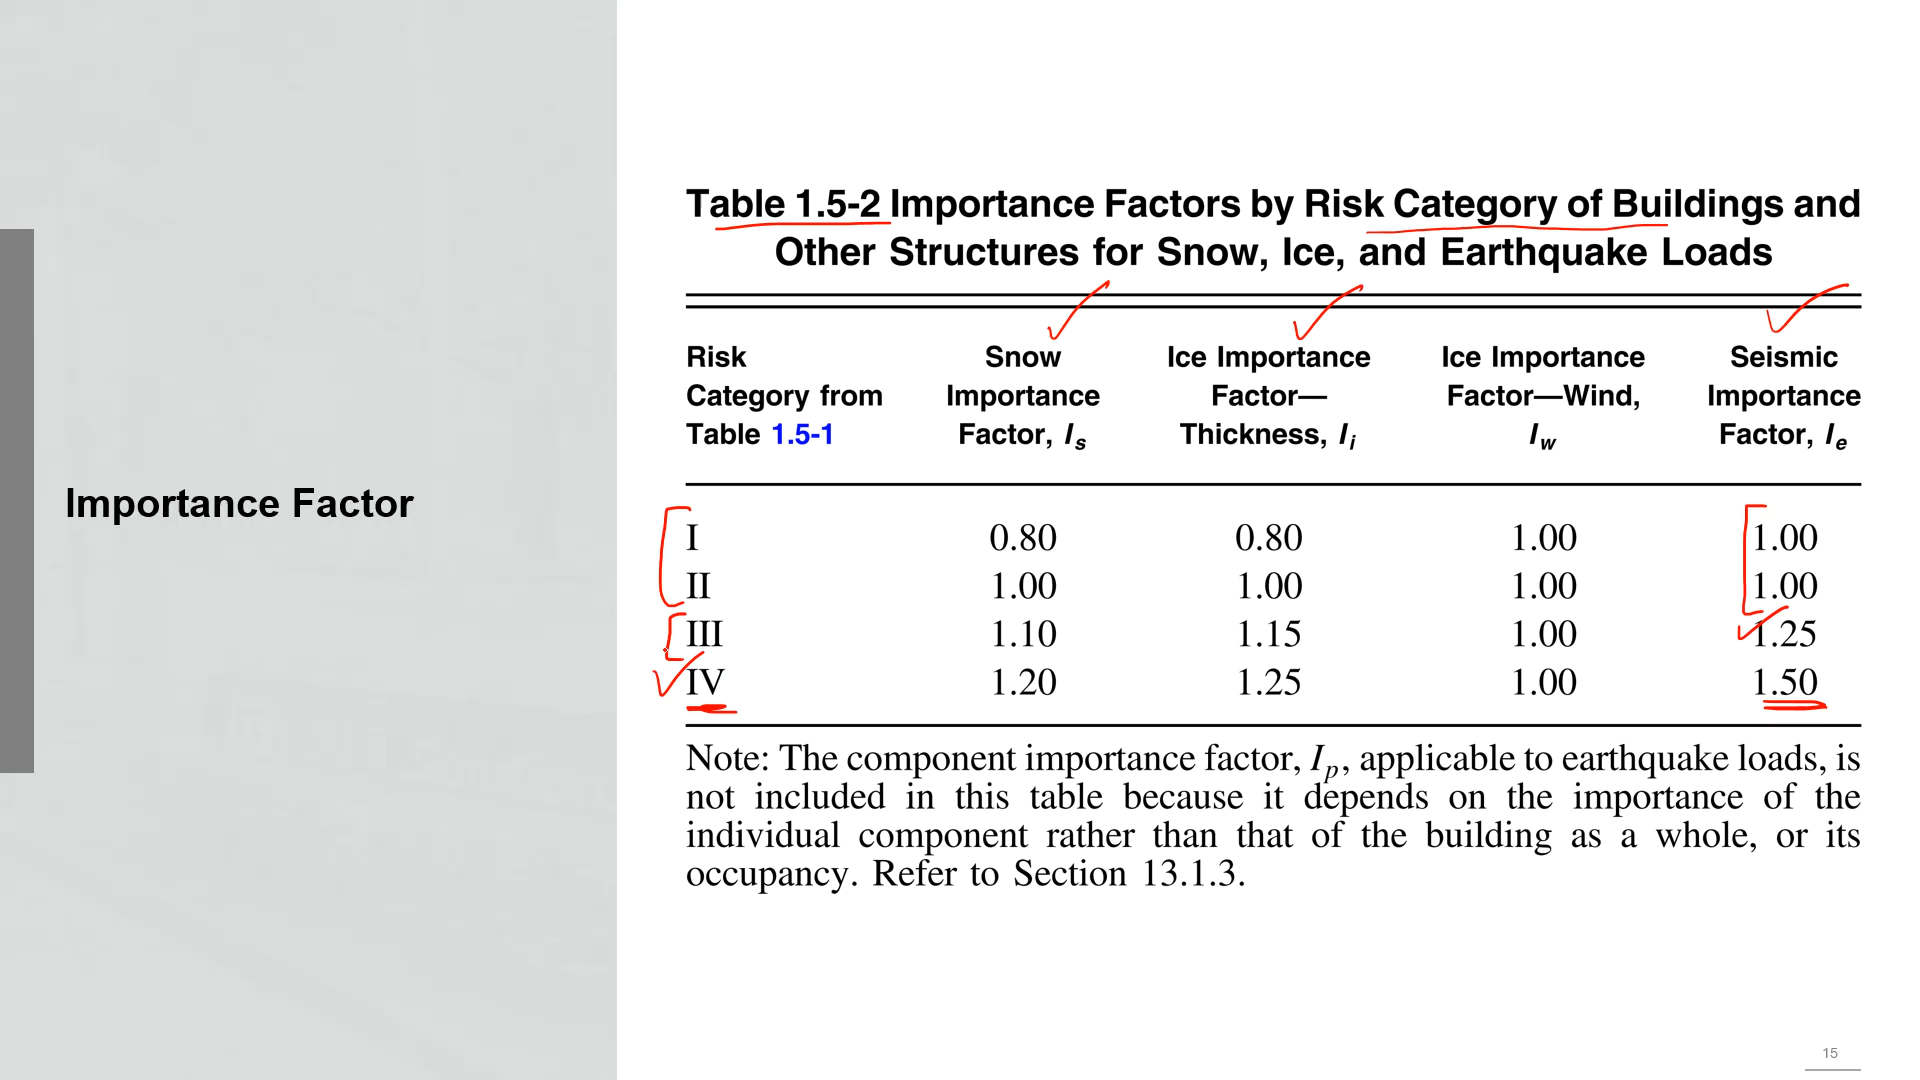 Importance Factor
Table 1.5-2 Importance Factors by Risk Category of Buildings and
Other Structures for Snow, Ice, and Earthquake Loads
Risk Category from Table 1.5-1
Snow Importance Factor, Is
Ice Importance Factor—Thickness, Ii
Ice Importance Factor—Wind, Iw
Seismic Importance Factor, Ie
I 0.80 0.80 1.00 1.00
II 1.00 1.00 1.00 1.00
III 1.10 1.15 1.00 1.25
IV 1.20 1.25 1.00 1.50
Note: The component importance factor, Ip, applicable to earthquake loads, is
not included in this table because it depends on the importance of the
individual component rather than that of the building as a whole, or its
occupancy. Refer to Section 13.1.3.
15